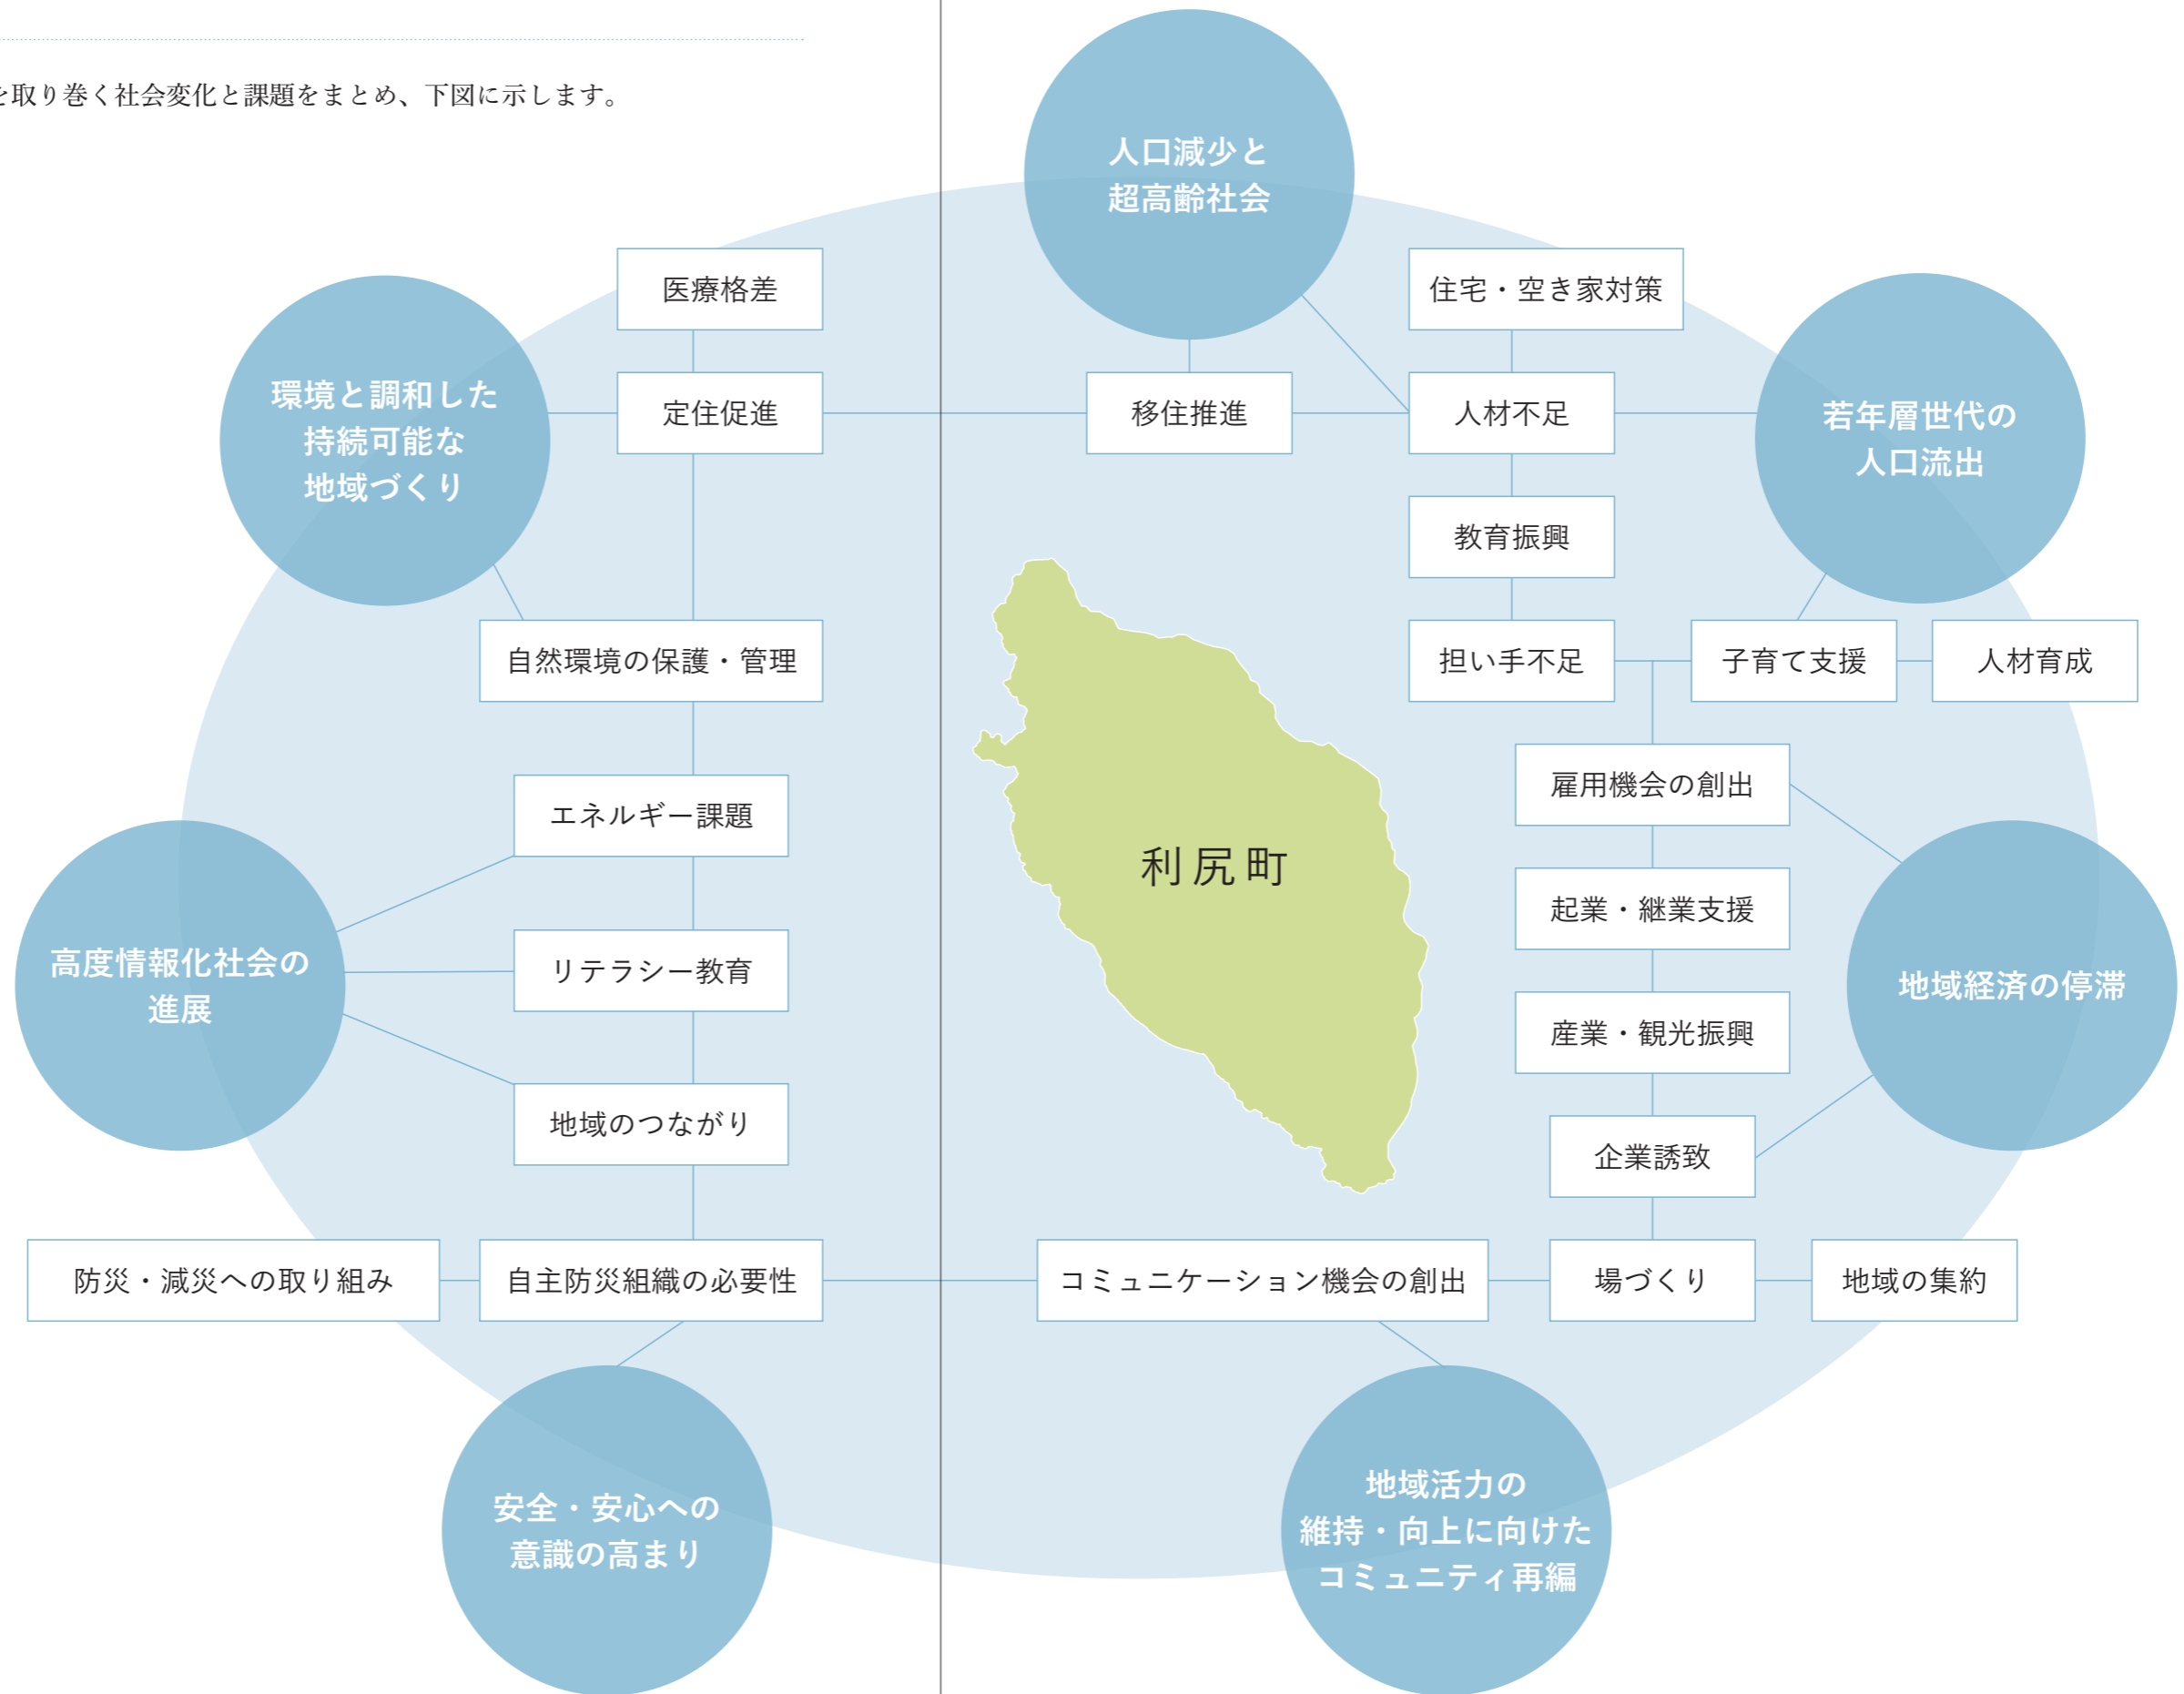 を取り巻く社会変化と課題をまとめ、下図に示します。
人口減少と
超高齢社会
医療格差
住宅・空き家対策
環境と調和した
持続可能な
地域づくり
定住促進
移住推進
人材不足
若年層世代の
人口流出
教育振興
自然環境の保護・管理
担い手不足
子育て支援
人材育成
エネルギー課題
雇用機会の創出
利尻町
リテラシー教育
起業・継業支援
高度情報化社会の
進展
地域経済の停滞
産業・観光振興
地域のつながり
企業誘致
防災・減災への取り組み
自主防災組織の必要性
コミュニケーション機会の創出
場づくり
地域の集約
安全・安心への
意識の高まり
地域活力の
維持・向上に向けた
コミュニティ再編